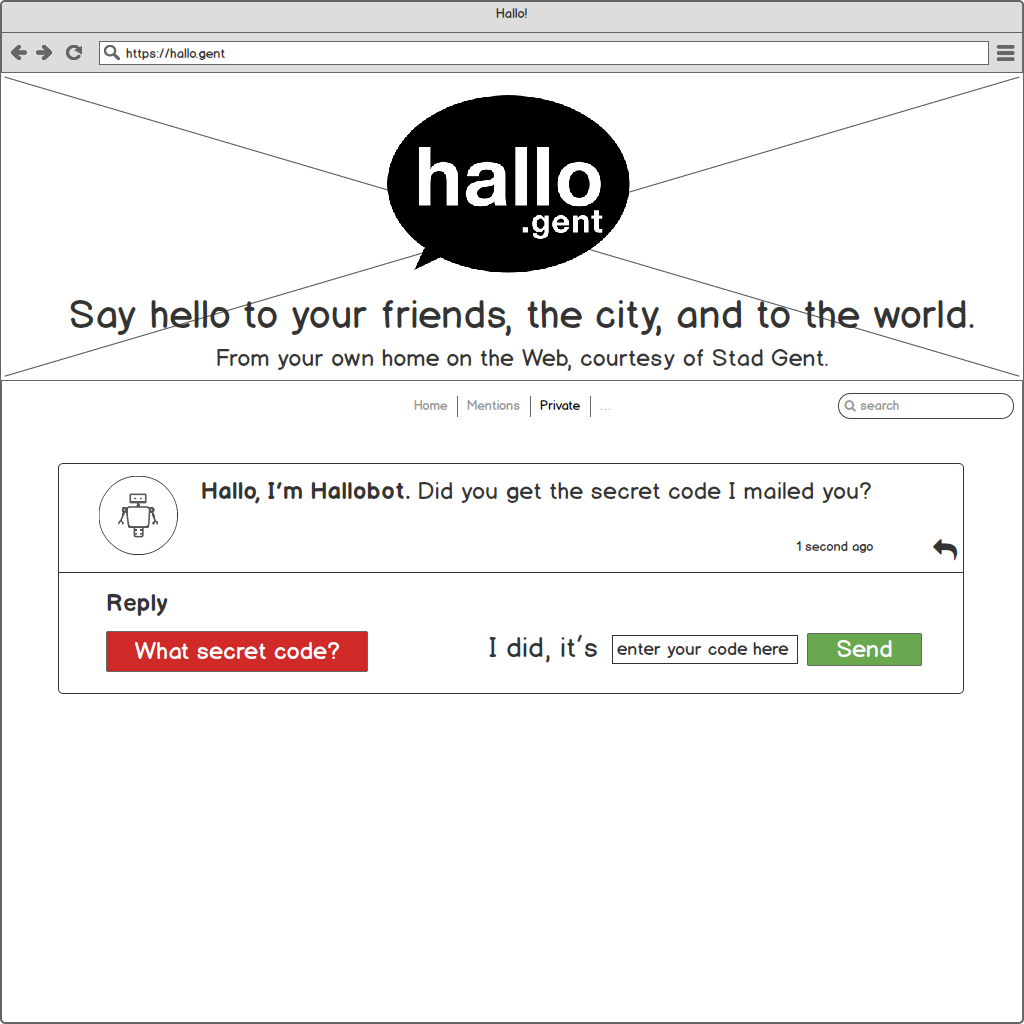 Hallo!
https://hallo.gent
hallo
.gent
Say hello to your friends, the city, and to the world.
From your own home on the Web, courtesy of Stad Gent.
Home Mentions Private ...
search
Hallo, I'm Hallobot. Did you get the secret code I mailed you?
1 second ago
Reply
What secret code? I did, it's enter your code here Send